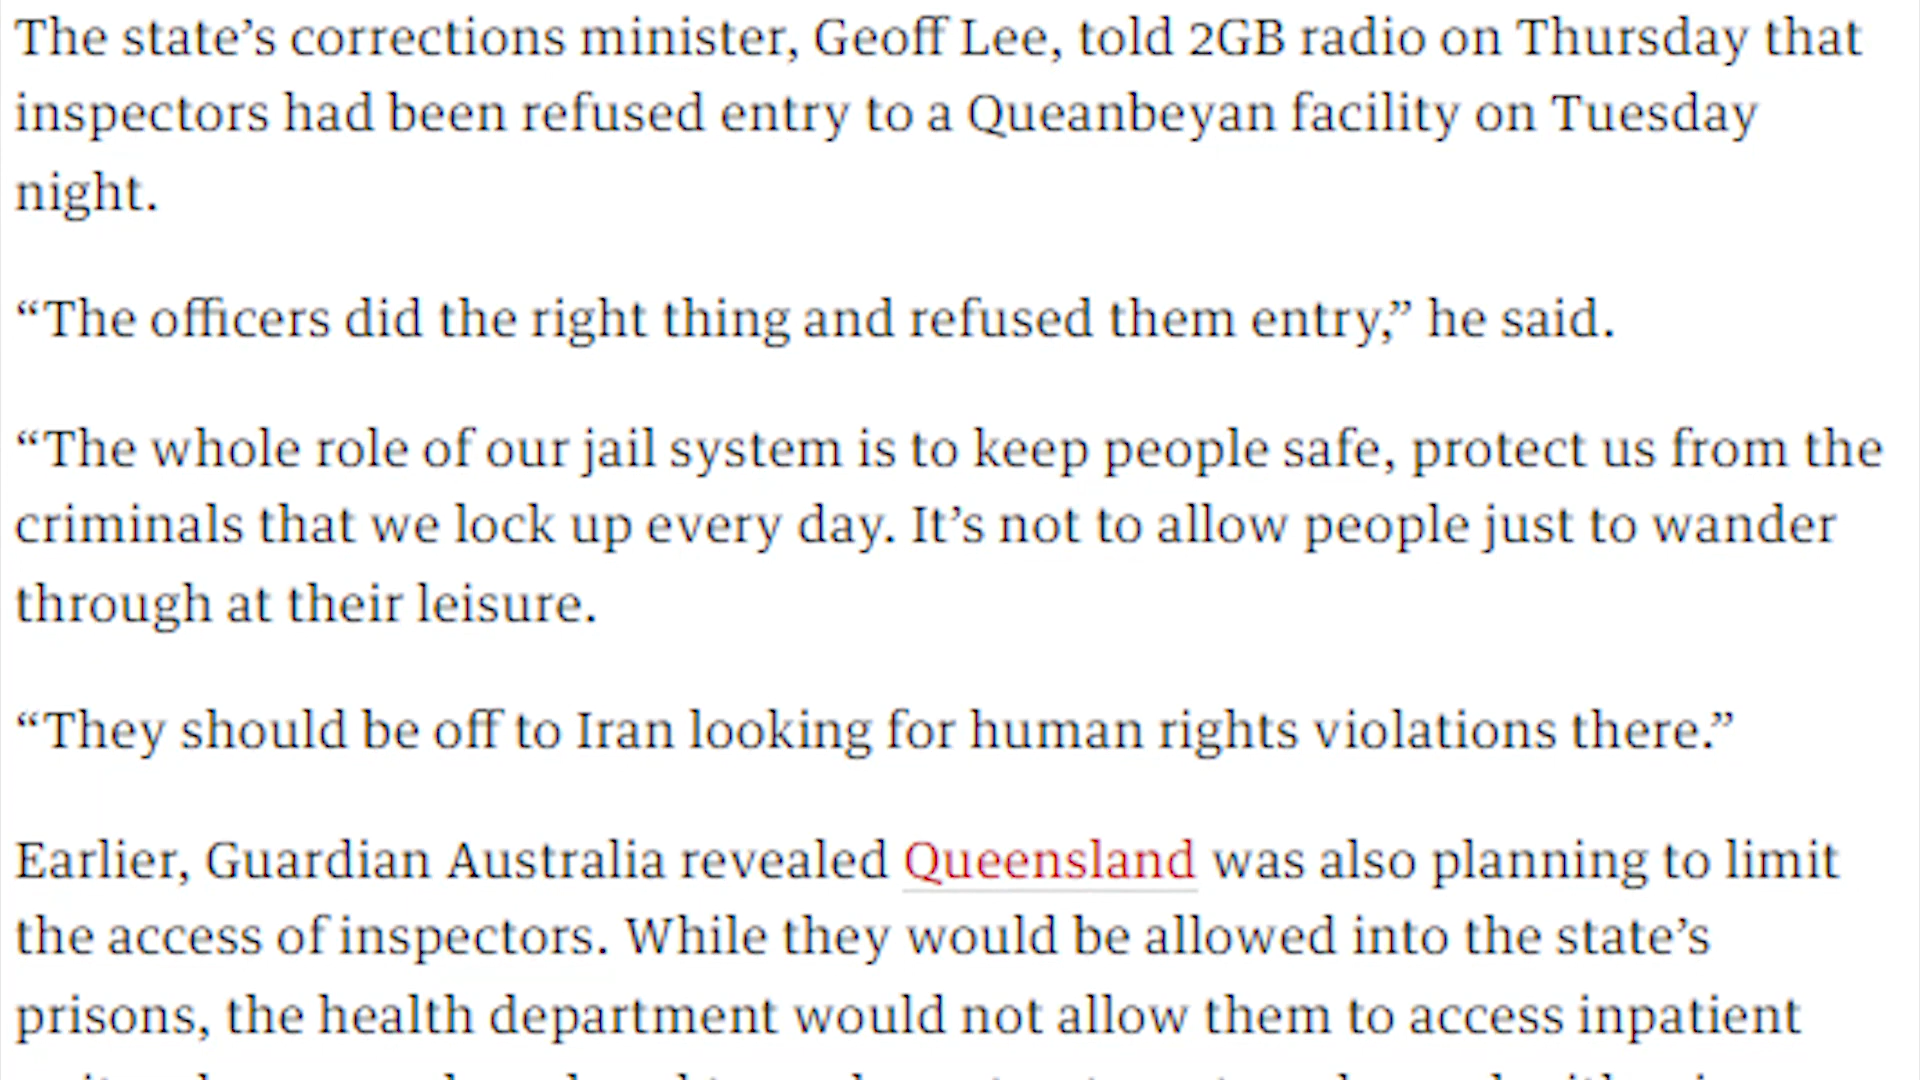 The state’s corrections minister, Geoff Lee, told 2GB radio on Thursday that
inspectors had been refused entry to a Queanbeyan facility on Tuesday
night.
“The officers did the right thing and refused them entry,” he said.
“The whole role of our jail system is to keep people safe, protect us from the
criminals that we lock up every day. It’s not to allow people just to wander
through at their leisure.
“They should be off to Iran looking for human rights violations there.”
Earlier, Guardian Australia revealed Queensland was also planning to limit
the access of inspectors. While they would be allowed into the state’s
prisons, the health department would not allow them to access inpatient